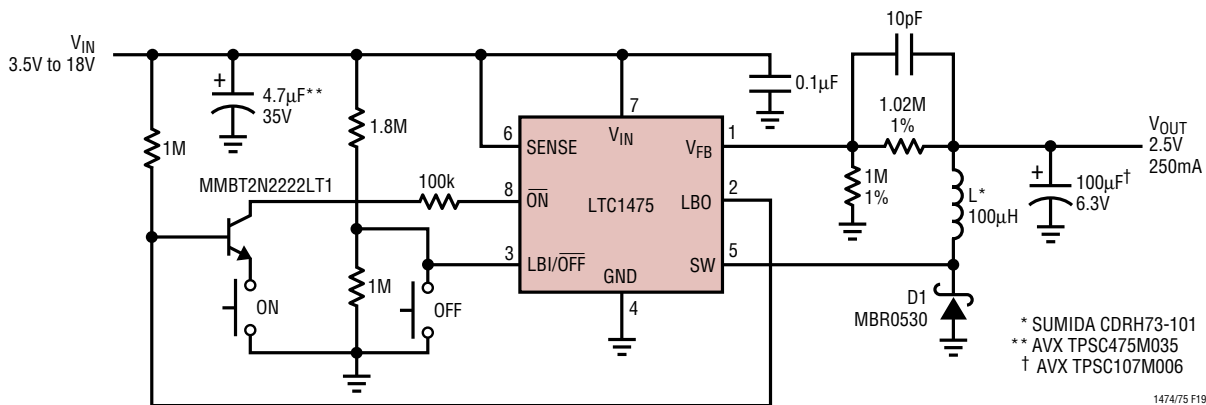 V_IN
3.5V to 18V
+
4.7µF**
35V
1M
1.8M
MMBT2N2222LT1
100k
ON
1M
OFF
6
SENSE
8
O̅N̅
3
LBI/O̅F̅F̅
7
V_IN
LTC1475
GND
4
1
V_FB
2
LBO
5
SW
0.1µF
10pF
1.02M
1%
1M
1%
L*
100µH
+
100µF†
6.3V
V_OUT
2.5V
250mA
D1
MBR0530
* SUMIDA CDRH73-101
** AVX TPSC475M035
† AVX TPSC107M006
1474/75 F19